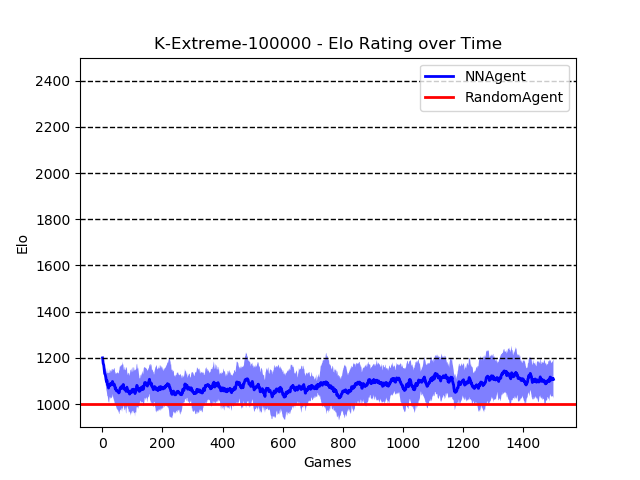 K-Extreme-100000 - Elo Rating over Time
NNAgent
RandomAgent
Elo
2400
2200
2000
1800
1600
1400
1200
1000
0 200 400 600 800 1000 1200 1400
Games